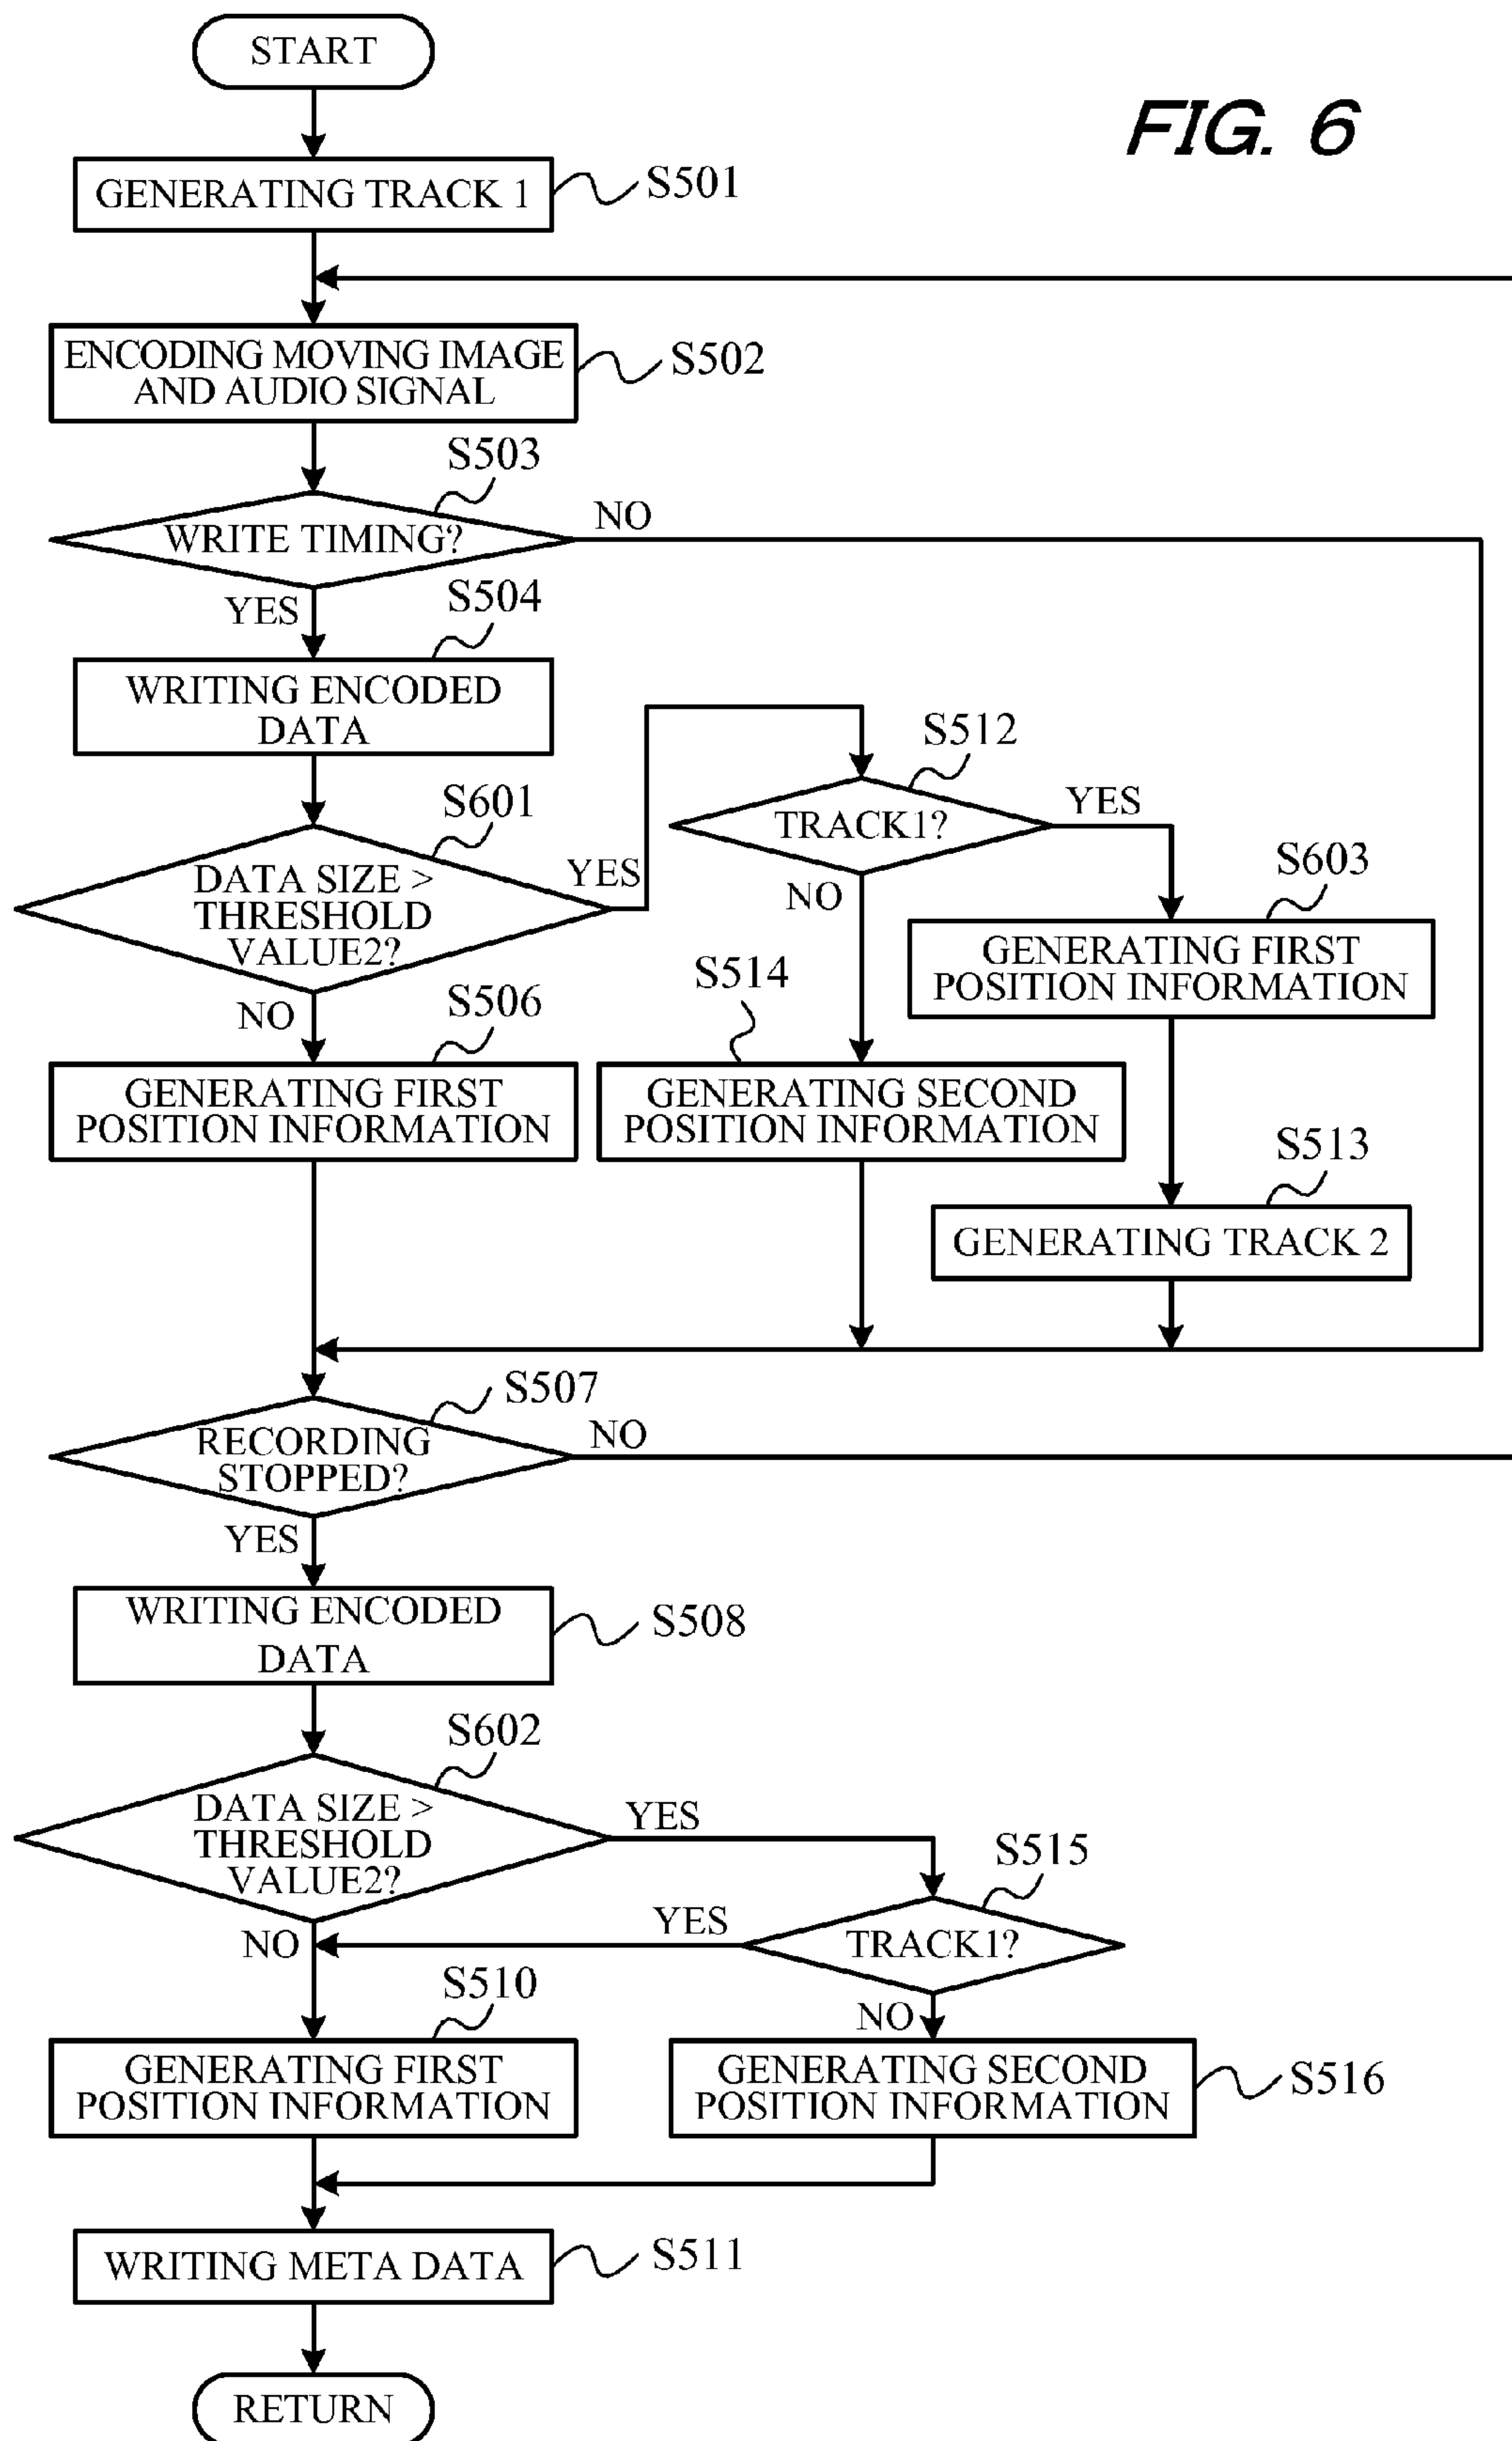 START
FIG. 6
GENERATING TRACK 1
S501
ENCODING MOVING IMAGE
AND AUDIO SIGNAL
S502
S503
WRITE TIMING?
NO
YES
S504
WRITING ENCODED
DATA
S601
DATA SIZE >
THRESHOLD
VALUE2?
YES
NO
S512
TRACK1?
YES
NO
S603
GENERATING FIRST
POSITION INFORMATION
S506
GENERATING FIRST
POSITION INFORMATION
S514
GENERATING SECOND
POSITION INFORMATION
S513
GENERATING TRACK 2
S507
RECORDING
STOPPED?
NO
YES
WRITING ENCODED
DATA
S508
S602
DATA SIZE >
THRESHOLD
VALUE2?
YES
NO
S515
TRACK1?
YES
NO
S510
GENERATING FIRST
POSITION INFORMATION
GENERATING SECOND
POSITION INFORMATION
S516
WRITING META DATA
S511
RETURN